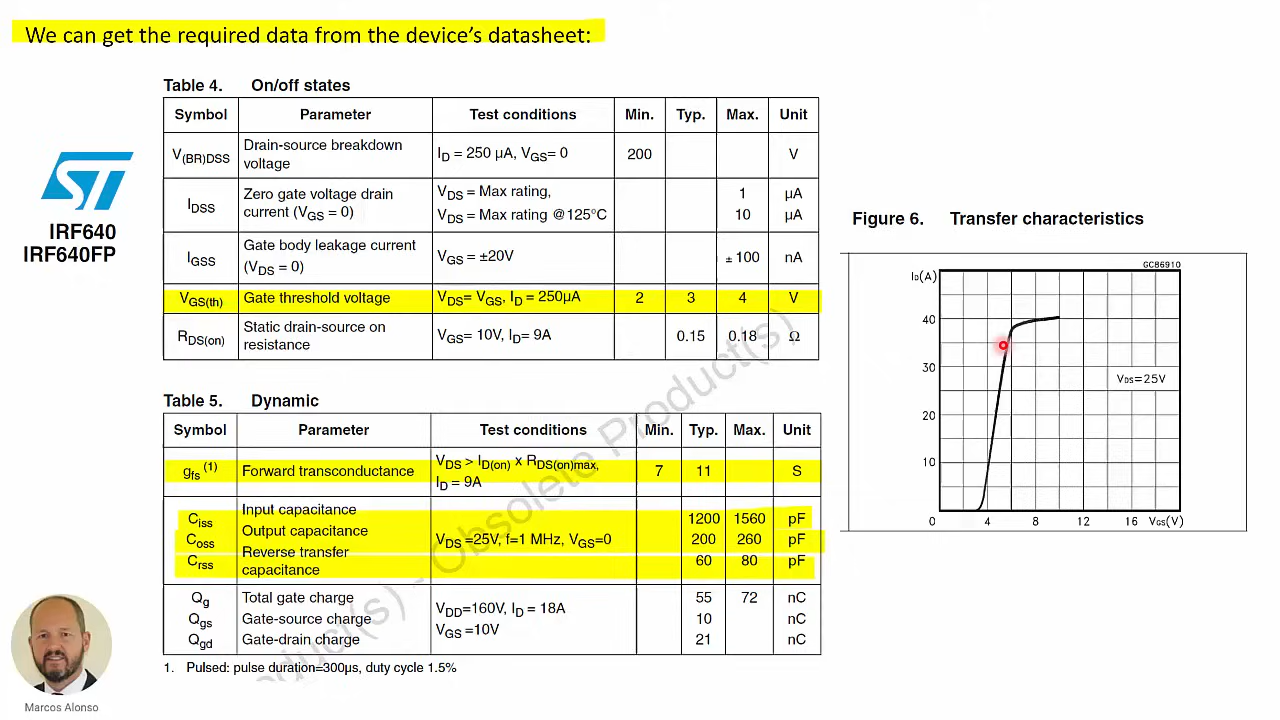 We can get the required data from the device's datasheet:
ST
IRF640
IRF640FP
Table 4. On/off states
Symbol Parameter Test conditions Min. Typ. Max. Unit
V(BR)DSS Drain-source breakdown voltage ID = 250 µA, VGS= 0 200 V
IDSS Zero gate voltage drain current (VGS = 0) VDS = Max rating, 1 µA
VDS = Max rating @125°C 10 µA
IGSS Gate body leakage current (VDS = 0) VGS = ±20V ± 100 nA
VGS(th) Gate threshold voltage VDS= VGS, ID = 250µA 2 3 4 V
RDS(on) Static drain-source on resistance VGS= 10V, ID= 9A 0.15 0.18 Ω
Table 5. Dynamic
Symbol Parameter Test conditions Min. Typ. Max. Unit
gfs (1) Forward transconductance VDS > ID(on) x RDS(on)max, ID = 9A 7 11 S
Ciss Input capacitance 1200 1560 pF
Coss Output capacitance VDS =25V, f=1 MHz, VGS=0 200 260 pF
Crss Reverse transfer capacitance 60 80 pF
Qg Total gate charge VDD=160V, ID = 18A 55 72 nC
Qgs Gate-source charge VGS =10V 10 nC
Qgd Gate-drain charge 21 nC
1. Pulsed: pulse duration=300µs, duty cycle 1.5%
duct(s) - Obsolete Product(s)
Figure 6. Transfer characteristics
GC86910
ID(A)
40
30
VDS=25V
20
10
0 4 8 12 16 VGS(V)
Marcos Alonso